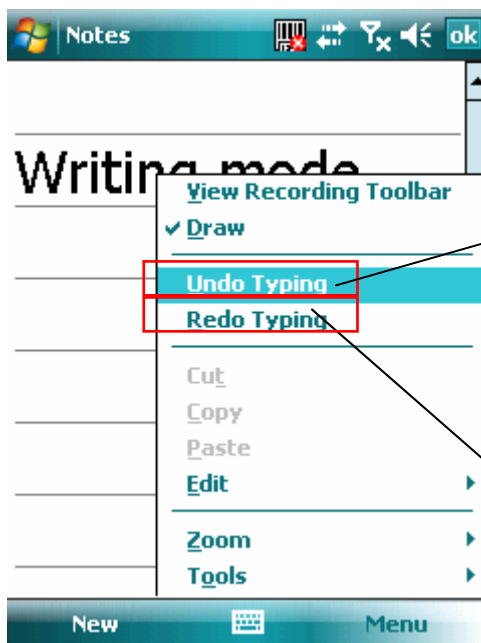 Notes ok
Writing mode
View Recording Toolbar
Draw
Undo Typing
Redo Typing
Cut
Copy
Paste
Edit
Zoom
Tools
New Menu